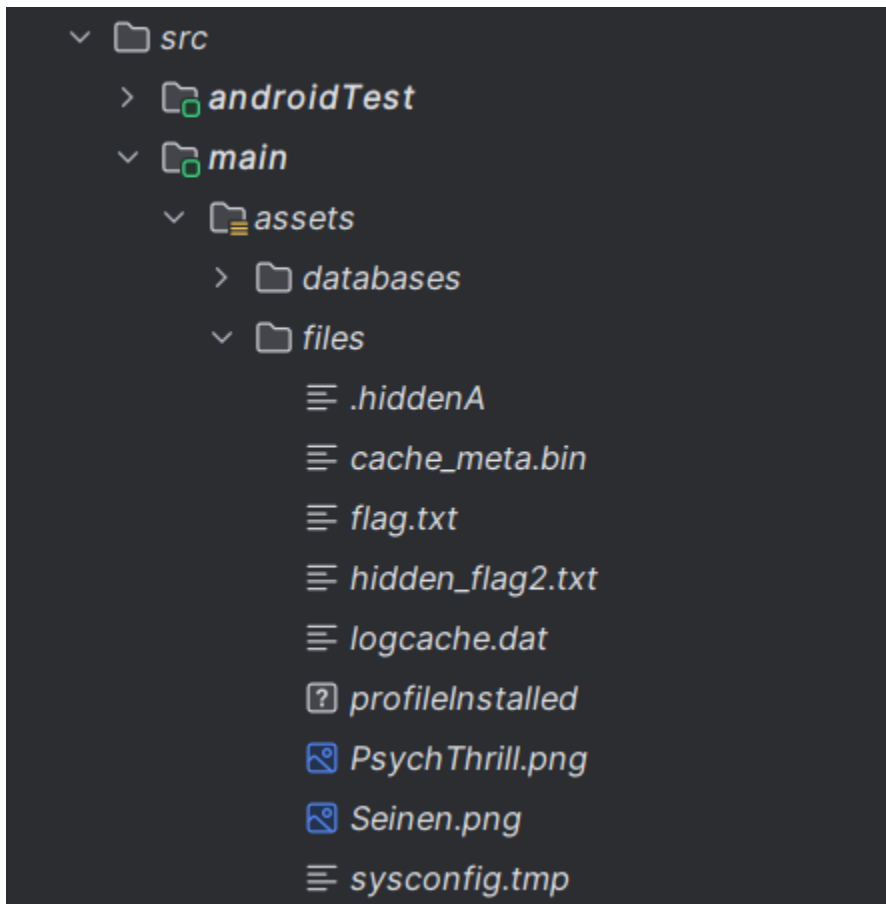 src
androidTest
main
assets
databases
files
.hiddenA
cache_meta.bin
flag.txt
hidden_flag2.txt
logcache.dat
profileInstalled
PsychThrill.png
Seinen.png
sysconfig.tmp